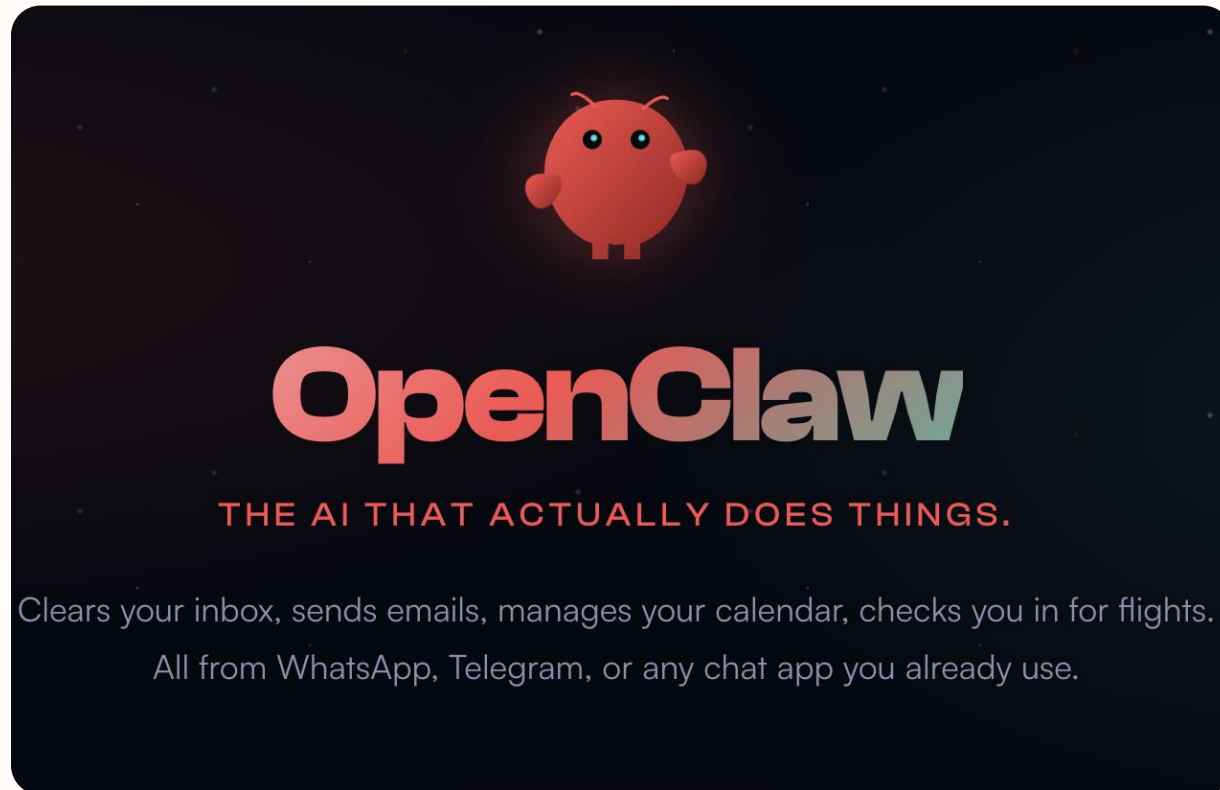 OpenClaw
THE AI THAT ACTUALLY DOES THINGS.
Clears your inbox, sends emails, manages your calendar, checks you in for flights.
All from WhatsApp, Telegram, or any chat app you already use.